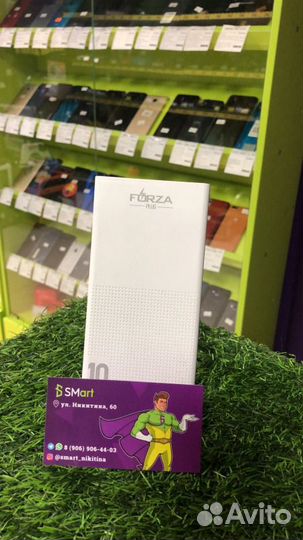 FORZA
PLUS
10
SMart
ул. Никитина, 60
8 (906) 906-44-03
@smart_nikitina
Avito